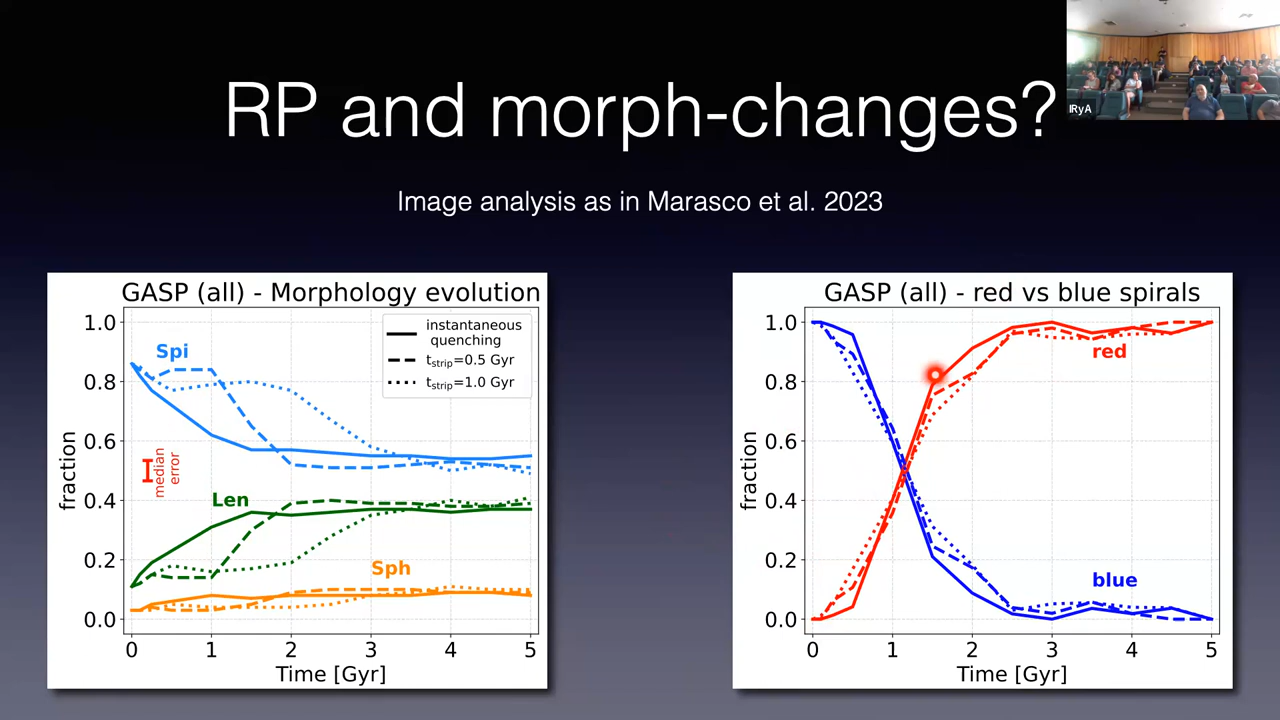 RP and morph-changes?
IRyA
Image analysis as in Marasco et al. 2023
GASP (all) - Morphology evolution
1.0
0.8
0.6
0.4
0.2
0.0
fraction
Spi
instantaneous
quenching
t_strip=0.5 Gyr
t_strip=1.0 Gyr
median
error
Len
Sph
0 1 2 3 4 5
Time [Gyr]
GASP (all) - red vs blue spirals
1.0
0.8
0.6
0.4
0.2
0.0
fraction
red
blue
0 1 2 3 4 5
Time [Gyr]